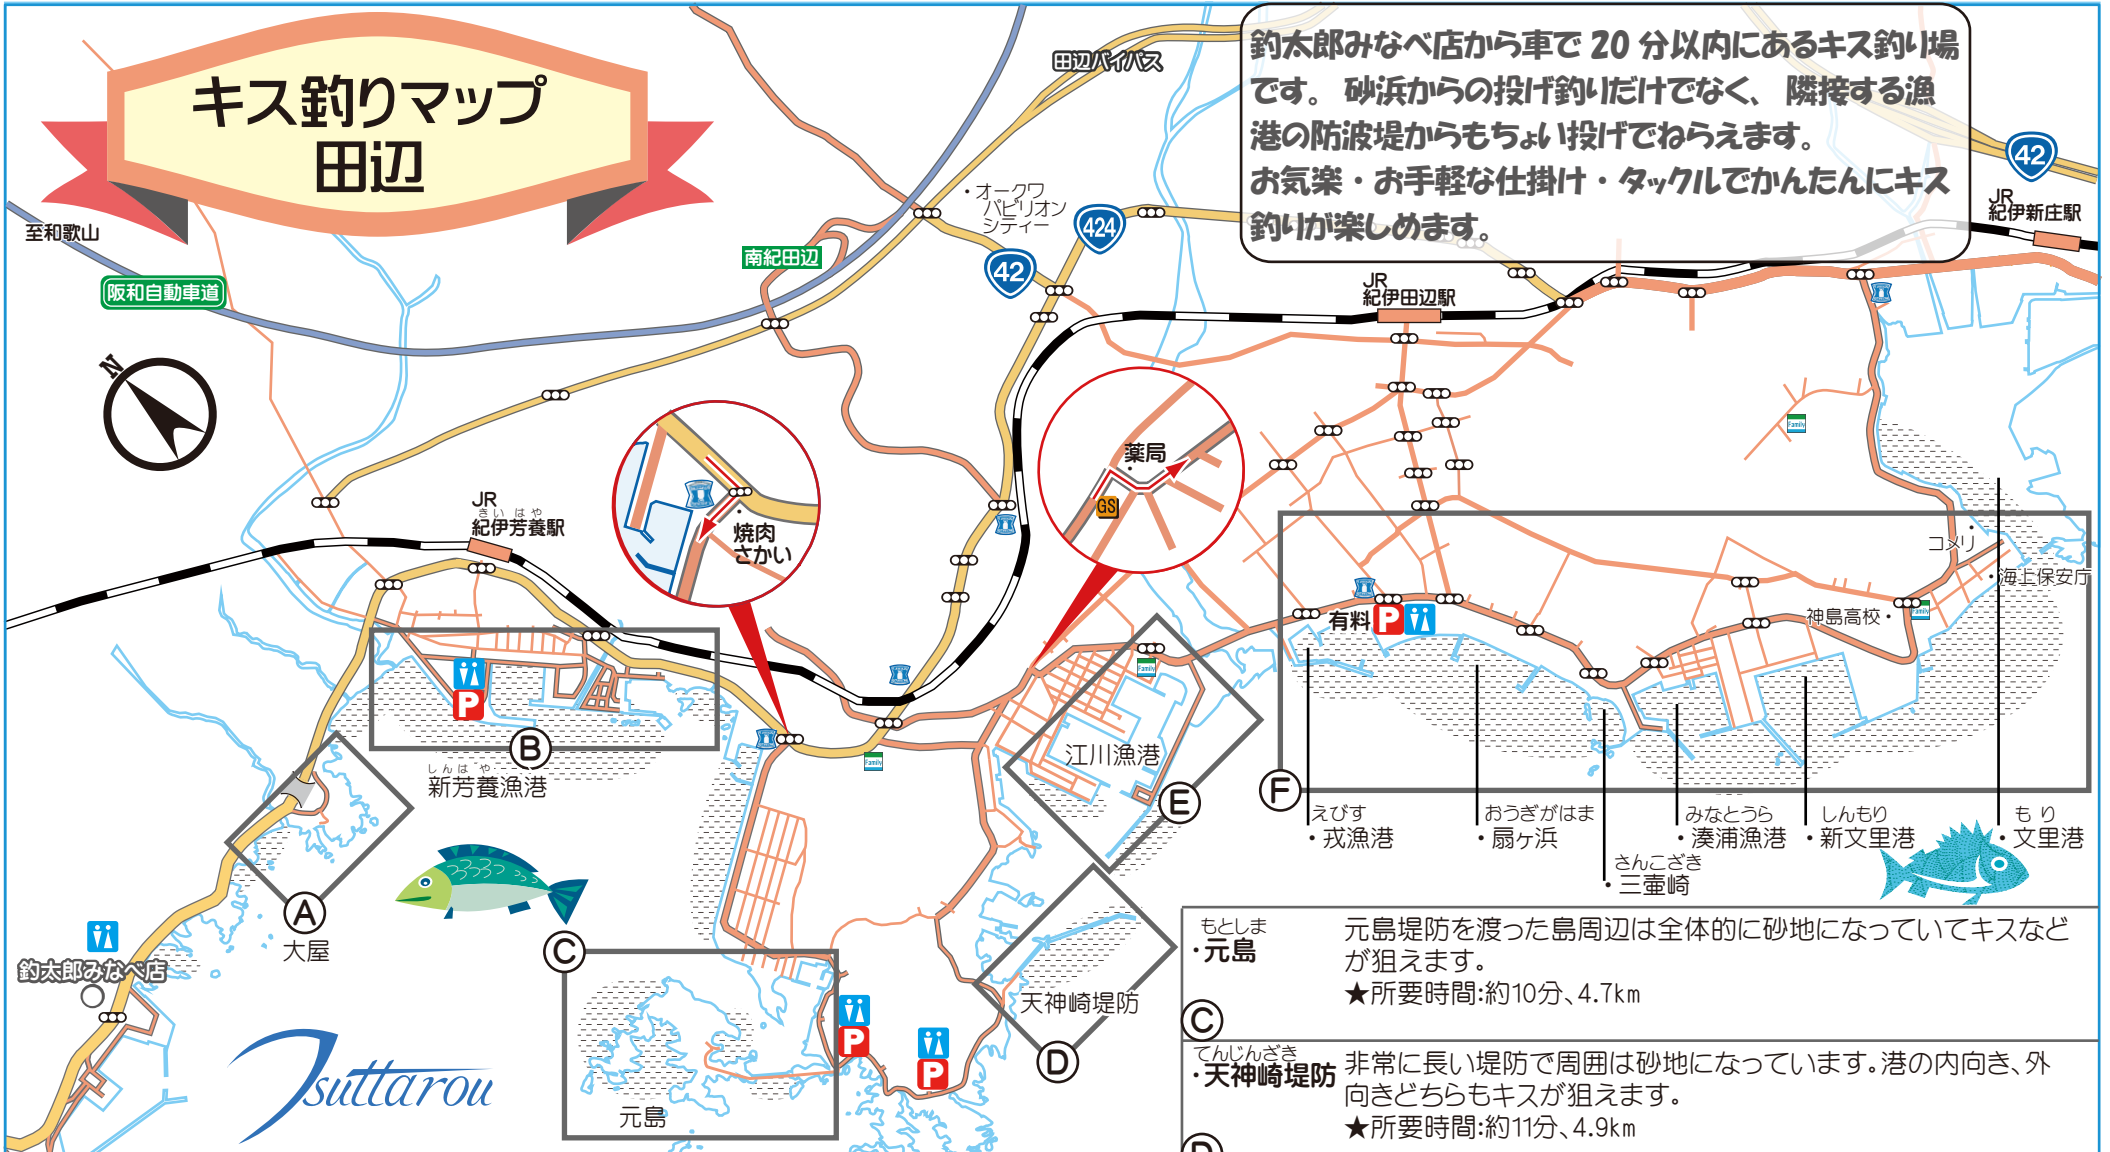 キス釣りマップ
田辺
釣太郎みなべ店から車で 20 分以内にあるキス釣り場
です。 砂浜からの投げ釣りだけでなく、 隣接する漁
港の防波堤からもちょい投げでねらえます。
お気楽・お手軽な仕掛け・タックルでかんたんにキス
釣りが楽しめます。
田辺バイパス
42
JR
紀伊新庄駅
・オークワ
パビリオン
シティー
424
42
至和歌山
阪和自動車道
南紀田辺
JR
紀伊田辺駅
N
JR
きい はや
紀伊芳養駅
焼肉
さかい
薬局
GS
Family
コメリ
・海上保安庁
神島高校・
Family
有料
P
Family
P
B
しんはや
新芳養漁港
Family
江川漁港
E
F
えびす
・戎漁港
おうぎがはま
・扇ヶ浜
さんこざき
・三壷崎
みなとうら
・湊浦漁港
しんもり
・新文里港
もり
・文里港
A
大屋
釣太郎みなべ店
Tsuttarou
C
元島
P
P
天神崎堤防
D
もとしま
・元島
元島堤防を渡った島周辺は全体的に砂地になっていてキスなど
が狙えます。
★所要時間:約10分、4.7km
C
てんじんざき
・天神崎堤防
非常に長い堤防で周囲は砂地になっています。港の内向き、外
向きどちらもキスが狙えます。
★所要時間:約11分、4.9km
D